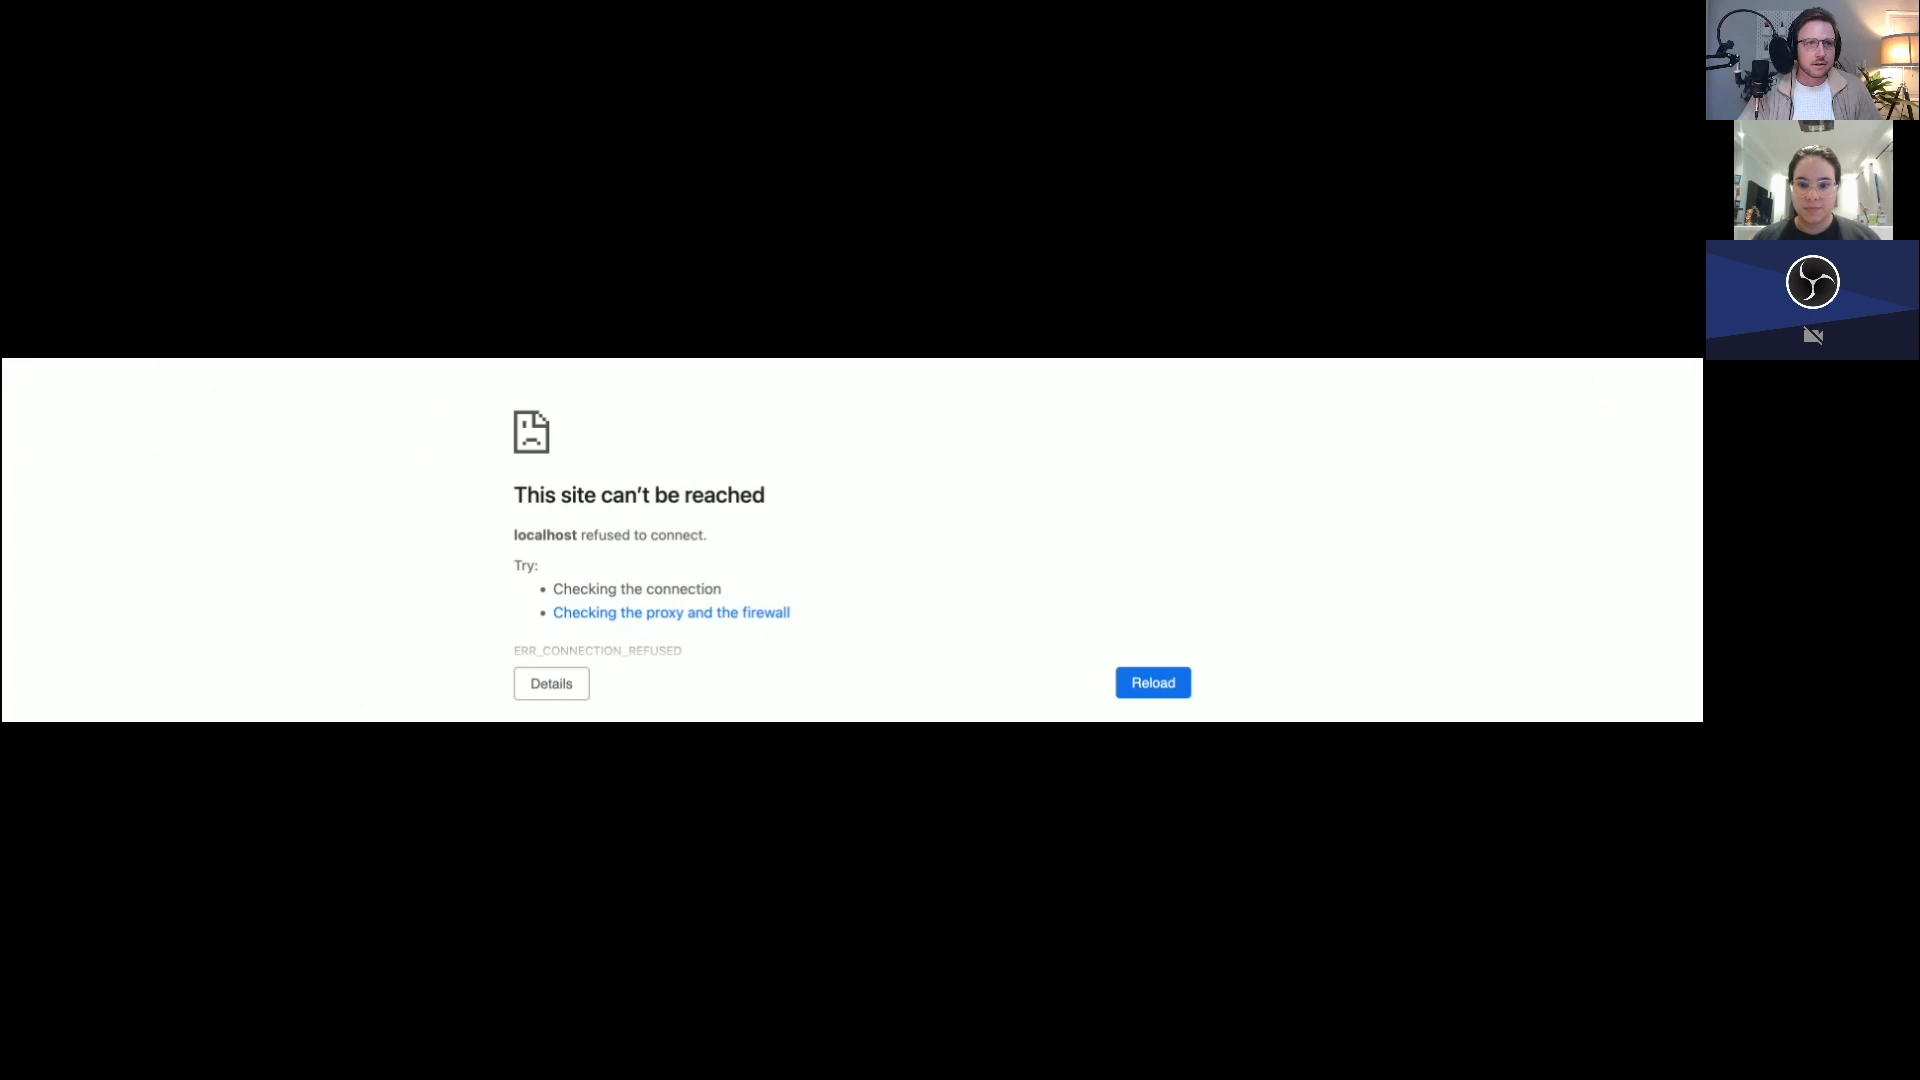 This site can't be reached
localhost refused to connect.
Try:
• Checking the connection
• Checking the proxy and the firewall
ERR_CONNECTION_REFUSED
Details
Reload